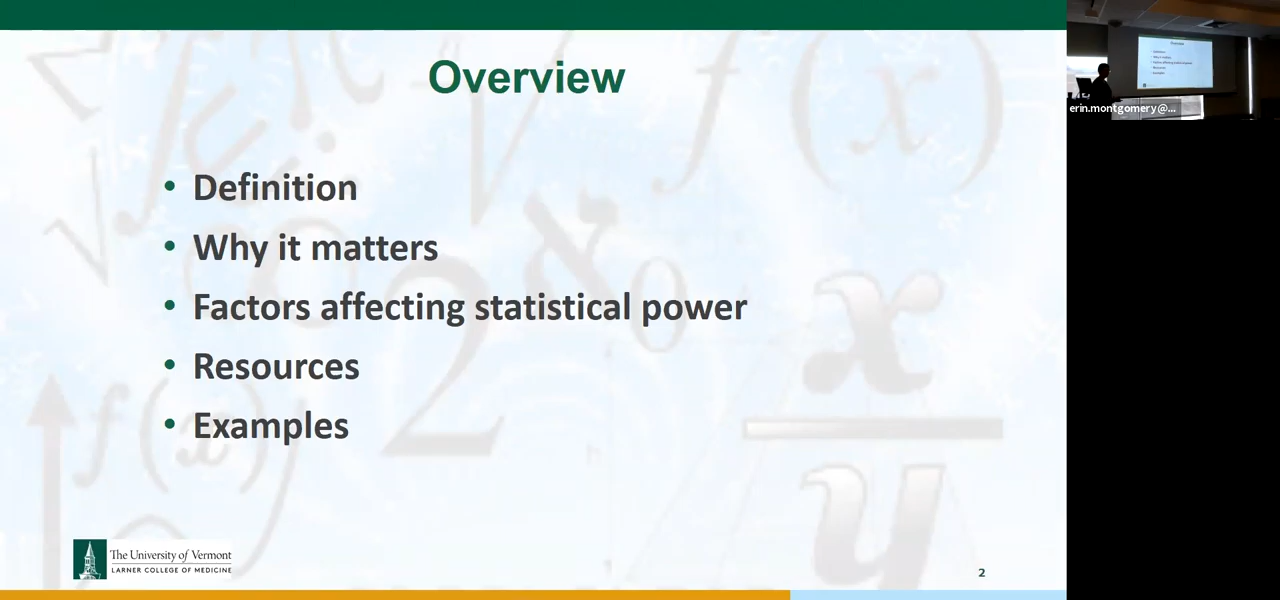 Overview
• Definition
• Why it matters
• Factors affecting statistical power
• Resources
• Examples
The University of Vermont
LARNER COLLEGE OF MEDICINE
2
erin.montgomery@...